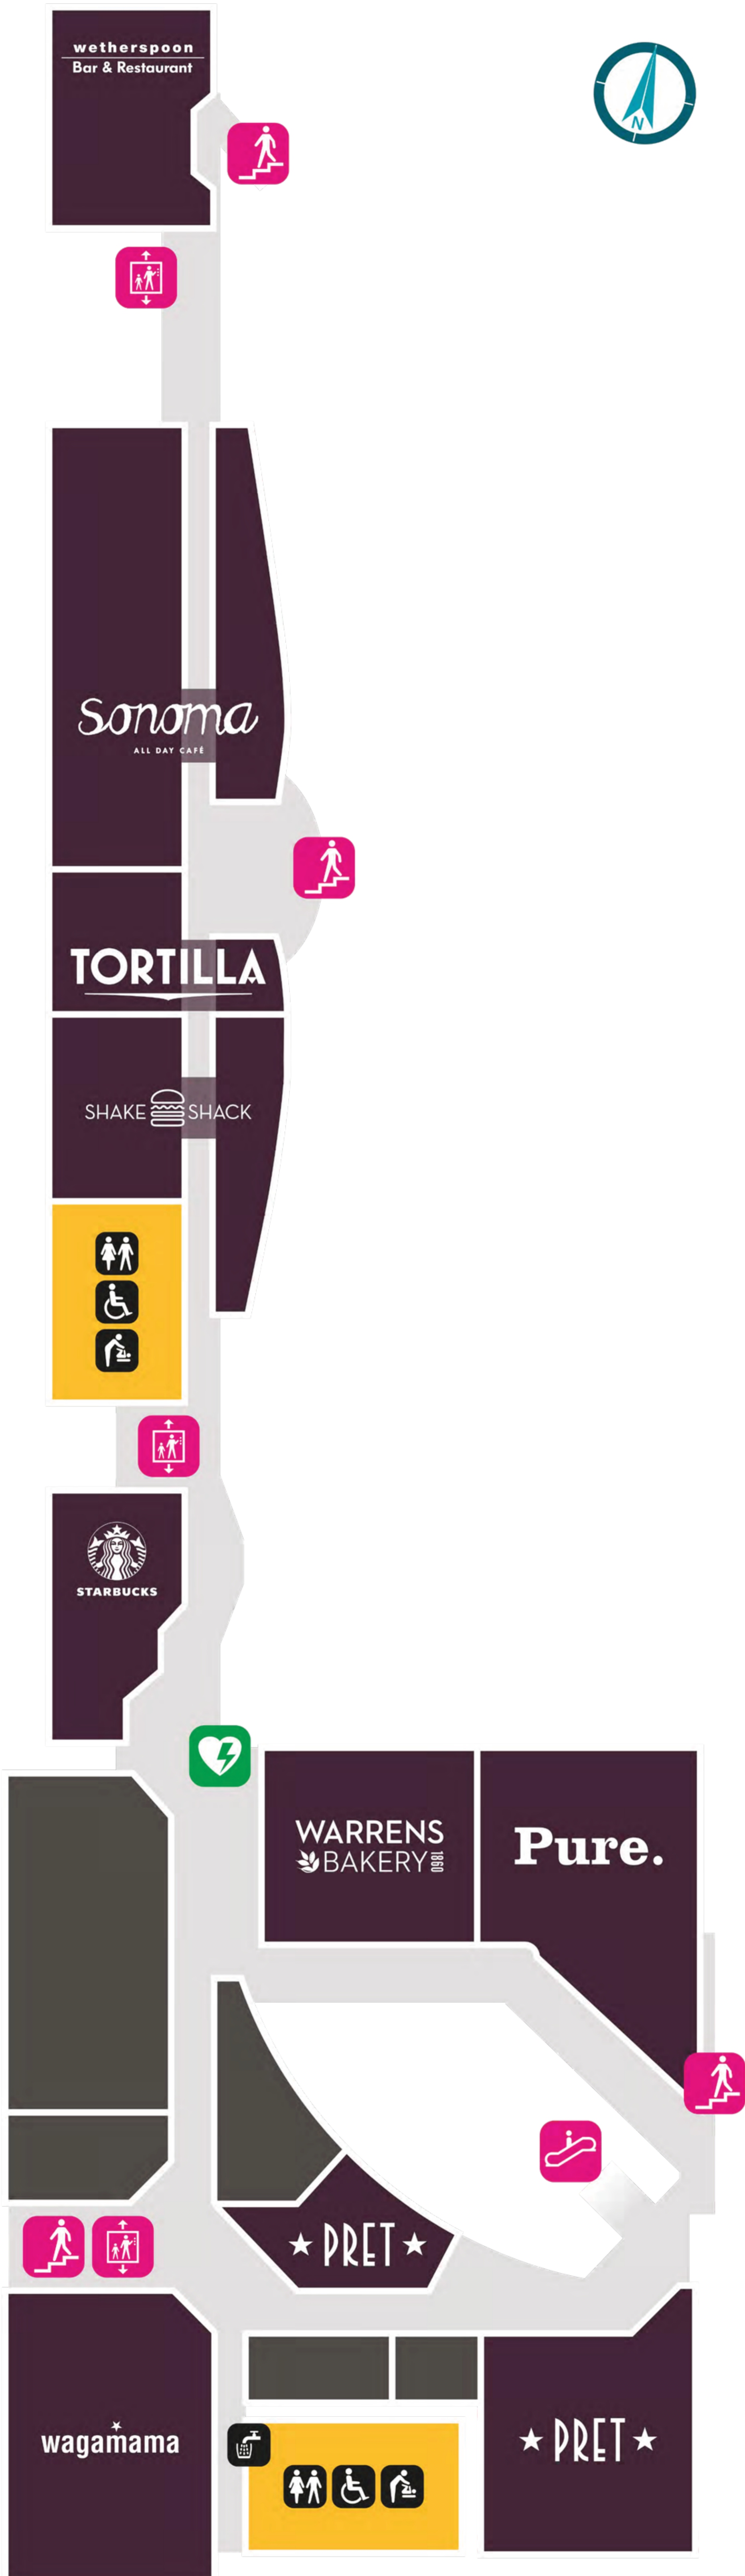 wetherspoon
Bar & Restaurant
N
Sonoma
ALL DAY CAFÉ
TORTILLA
SHAKE SHACK
STARBUCKS
WARRENS
BAKERY 1860
Pure.
PRET
wagamama
PRET